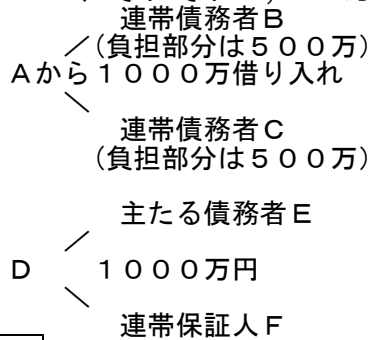 連帯債務者Ｂ
／(負担部分は５００万)
Ａから１０００万借り入れ
＼
連帯債務者Ｃ
(負担部分は５００万)
主たる債務者Ｅ
／
Ｄ　１０００万円
＼
連帯保証人Ｆ